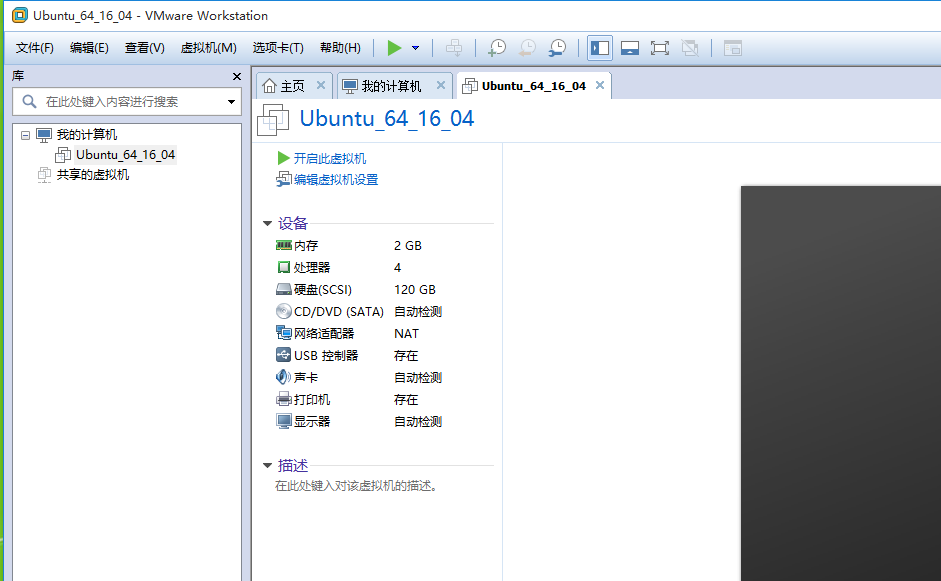 Ubuntu_64_16_04 - VMware Workstation
文件(F) 编辑(E) 查看(V) 虚拟机(M) 选项卡(T) 帮助(H)
库
在此处键入内容进行搜索
我的计算机
Ubuntu_64_16_04
共享的虚拟机
主页 我的计算机 Ubuntu_64_16_04
Ubuntu_64_16_04
开启此虚拟机
编辑虚拟机设置
设备
内存 2 GB
处理器 4
硬盘(SCSI) 120 GB
CD/DVD (SATA) 自动检测
网络适配器 NAT
USB 控制器 存在
声卡 自动检测
打印机 存在
显示器 自动检测
描述
在此处键入对该虚拟机的描述。